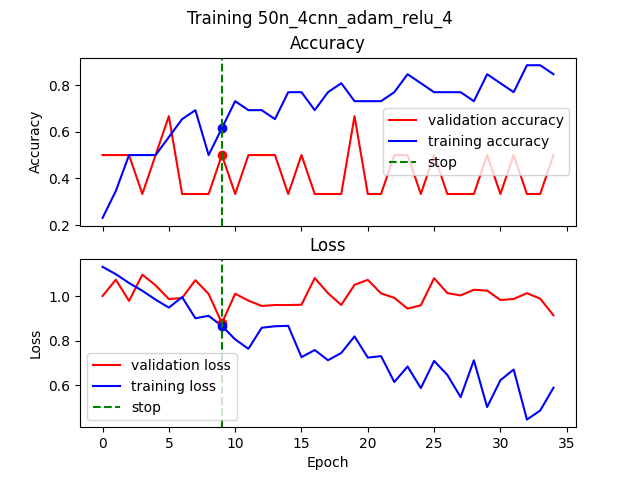 Training 50n_4cnn_adam_relu_4
Accuracy
0.8
0.6
0.4
0.2
Accuracy
validation accuracy
training accuracy
stop
Loss
1.0
0.8
0.6
Loss
validation loss
training loss
stop
0 5 10 15 20 25 30 35
Epoch